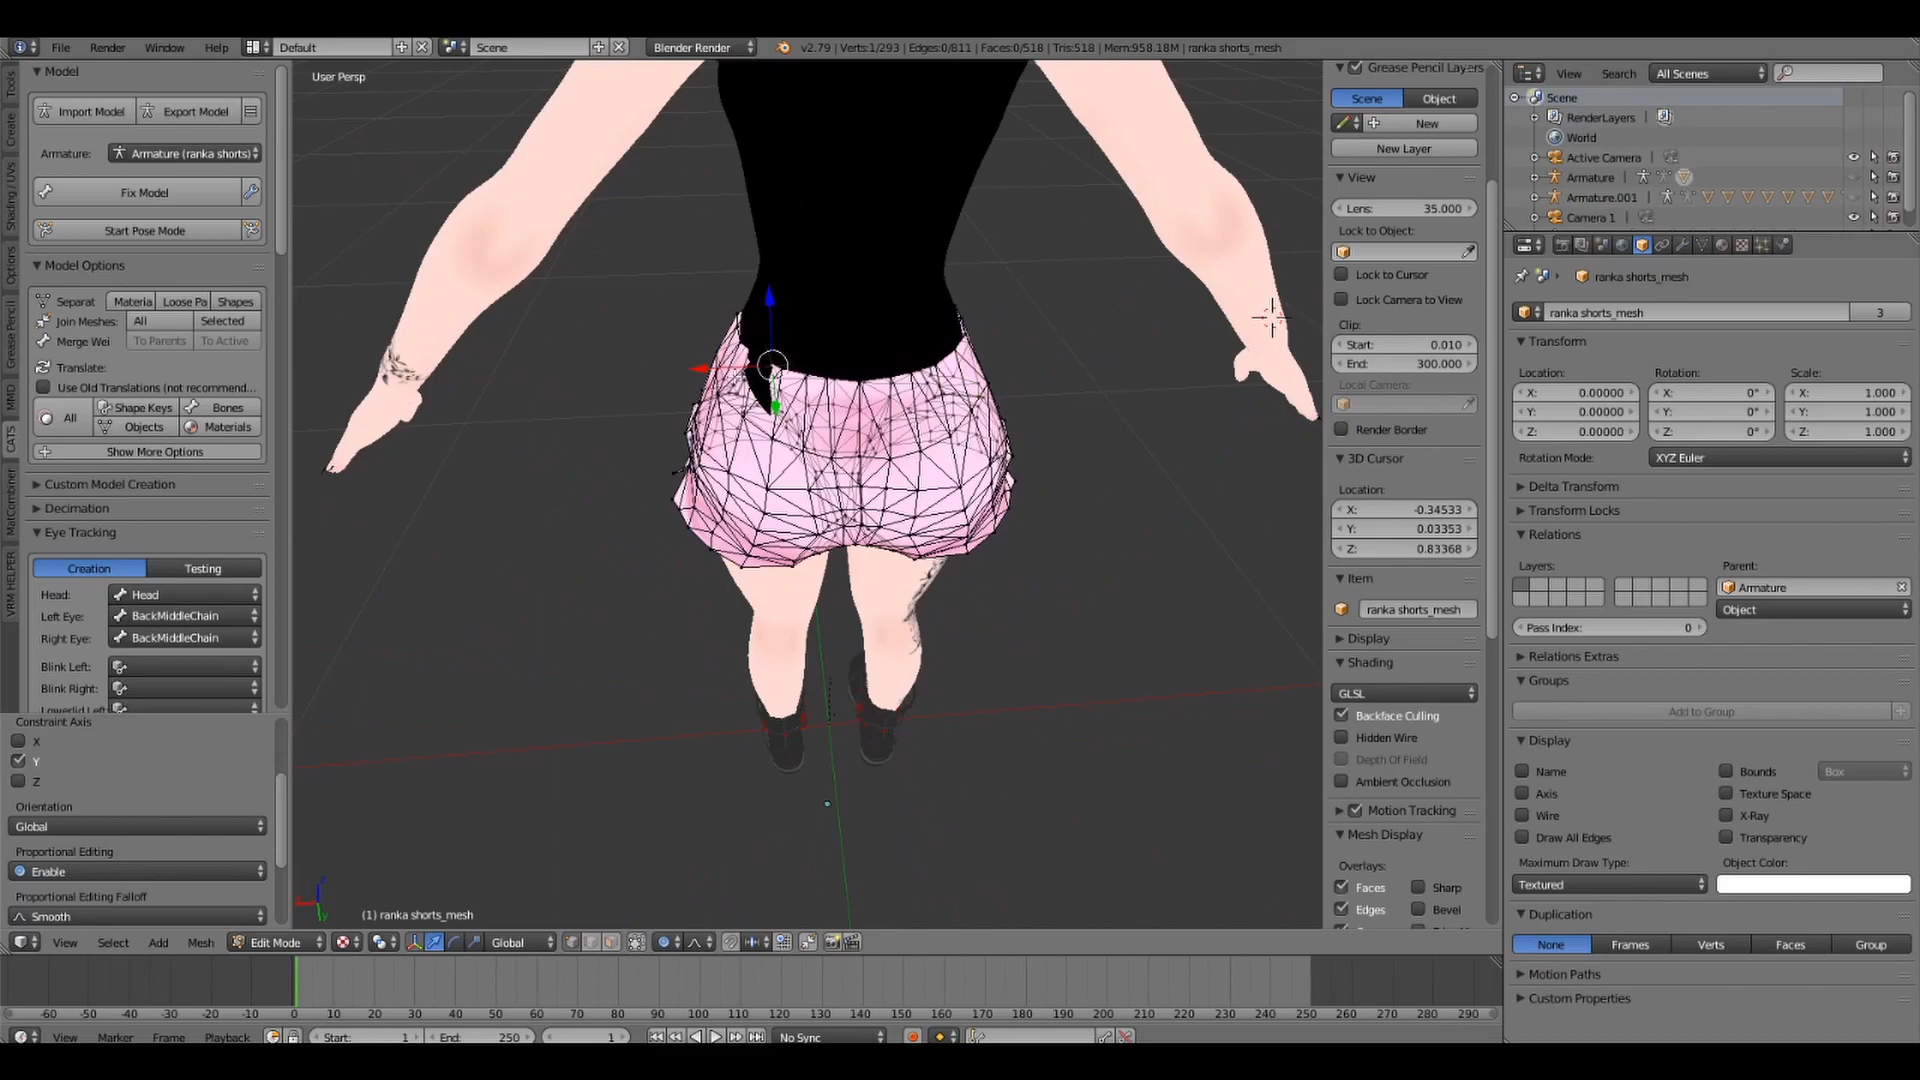 File Render Window Help Default Scene Blender Render v2.79 | Verts:1/293 | Edges:0/811 | Faces:0/518 | Tris:518 | Mem:958.18M | ranka shorts_mesh
Tools
Create
Shading / UVs
Options
Grease Pencil
MMD
CATS
MatCombiner
VRM HELPER
Model
Import Model Export Model
Armature: Armature (ranka shorts)
Fix Model
Start Pose Mode
Model Options
Separat Materia Loose Pa Shapes
Join Meshes: All Selected
Merge Wei To Parents To Active
Translate:
Use Old Translations (not recommend...
All Shape Keys Bones
Objects Materials
Show More Options
Custom Model Creation
Decimation
Eye Tracking
Creation Testing
Head: Head
Left Eye: BackMiddleChain
Right Eye: BackMiddleChain
Blink Left:
Blink Right:
Lowerlid Left
Constraint Axis
X
Y
Z
Orientation
Global
Proportional Editing
Enable
Proportional Editing Falloff
Smooth
User Persp
(1) ranka shorts_mesh
View Select Add Mesh Edit Mode Global
Grease Pencil Layers
Scene Object
New
New Layer
View
Lens: 35.000
Lock to Object:
Lock to Cursor
Lock Camera to View
Clip:
Start: 0.010
End: 300.000
Local Camera:
Render Border
3D Cursor
Location:
X: -0.34533
Y: 0.03353
Z: 0.83368
Item
ranka shorts_mesh
Display
Shading
GLSL
Backface Culling
Hidden Wire
Depth Of Field
Ambient Occlusion
Motion Tracking
Mesh Display
Overlays:
Faces Sharp
Edges Bevel
View Search All Scenes
Scene
RenderLayers
World
Active Camera
Armature
Armature.001
Camera 1
ranka shorts_mesh
ranka shorts_mesh 3
Transform
Location: Rotation: Scale:
X: 0.00000 X: 0° X: 1.000
Y: 0.00000 Y: 0° Y: 1.000
Z: 0.00000 Z: 0° Z: 1.000
Rotation Mode: XYZ Euler
Delta Transform
Transform Locks
Relations
Layers: Parent:
Armature
Object
Pass Index: 0
Relations Extras
Groups
Add to Group
Display
Name Bounds Box
Axis Texture Space
Wire X-Ray
Draw All Edges Transparency
Maximum Draw Type: Object Color:
Textured
Duplication
None Frames Verts Faces Group
Motion Paths
Custom Properties
-60 -50 -40 -30 -20 -10 0 10 20 30 40 50 60 70 80 90 100 110 120 130 140 150 160 170 180 190 200 210 220 230 240 250 260 270 280 290
View Marker Frame Playback Start: 1 End: 250 1 No Sync